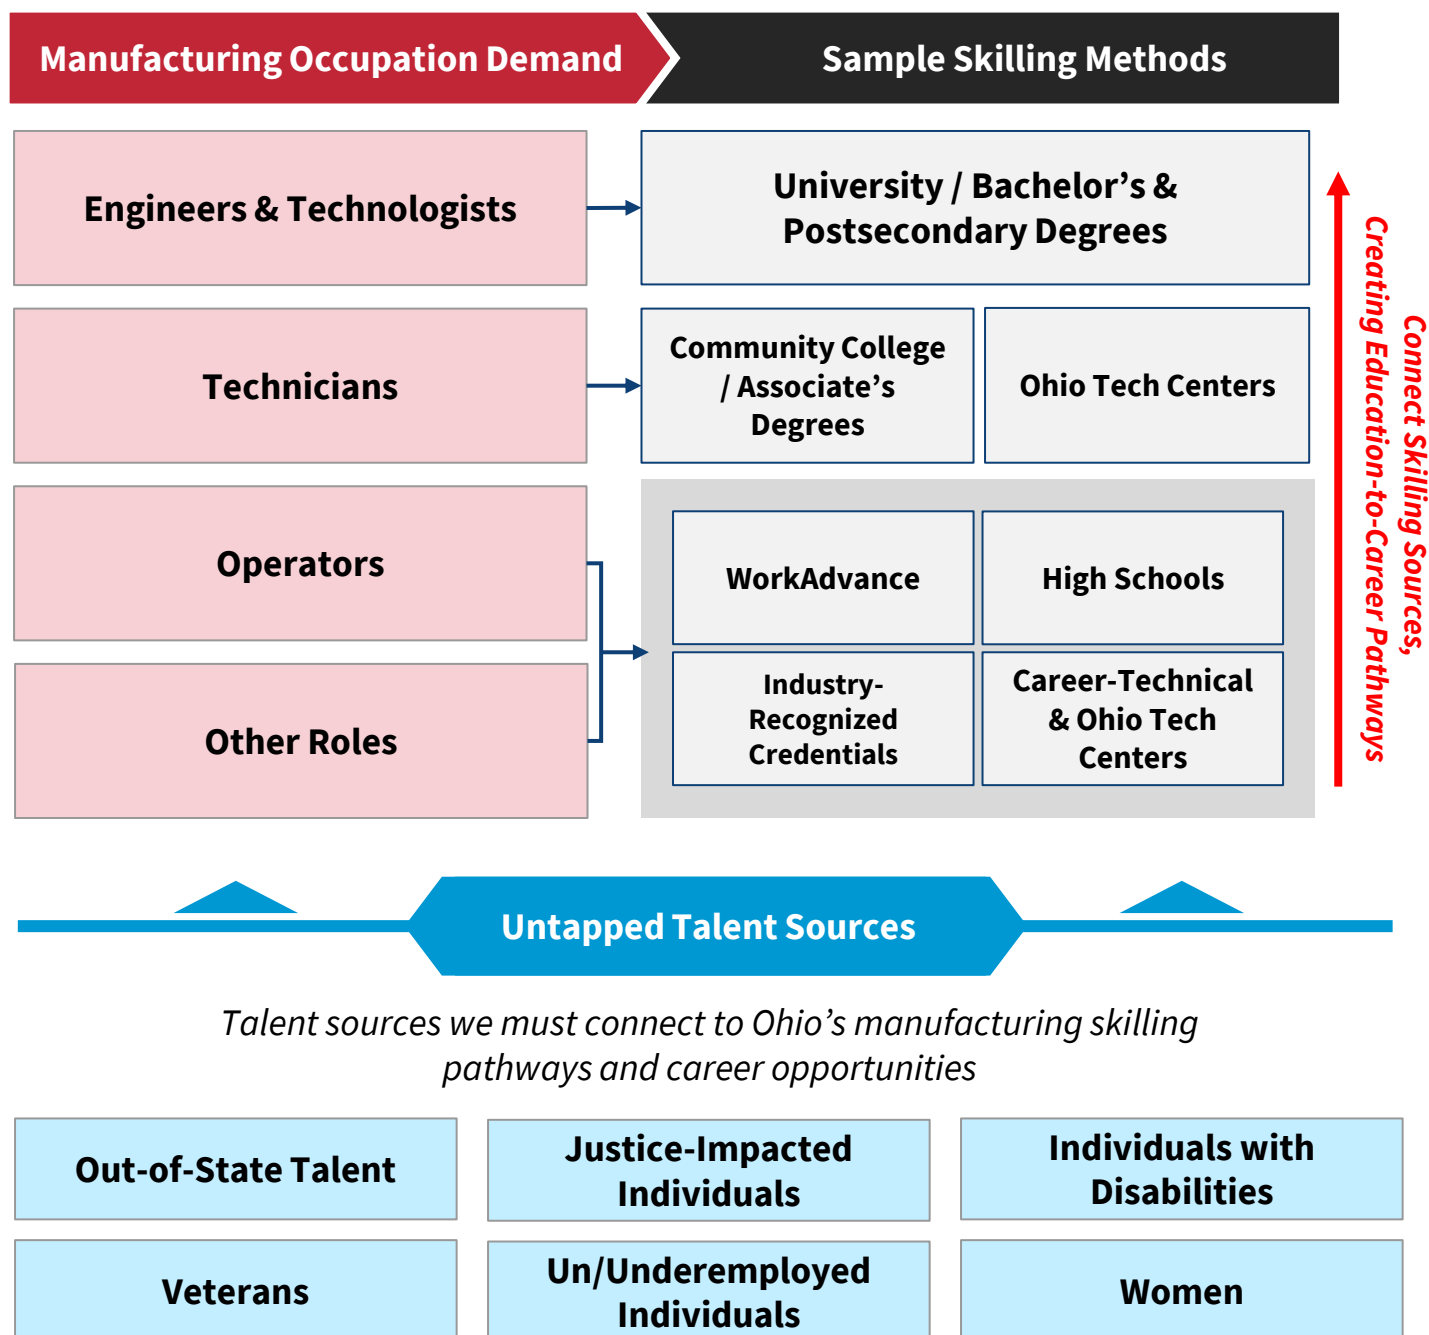 Manufacturing Occupation Demand
Sample Skilling Methods
Engineers & Technologists
University / Bachelor’s &
Postsecondary Degrees
Technicians
Community College
/ Associate’s
Degrees
Ohio Tech Centers
Operators
Other Roles
WorkAdvance
High Schools
Industry-
Recognized
Credentials
Career-Technical
& Ohio Tech
Centers
Connect Skilling Sources,
Creating Education-to-Career Pathways
Untapped Talent Sources
Talent sources we must connect to Ohio’s manufacturing skilling
pathways and career opportunities
Out-of-State Talent
Justice-Impacted
Individuals
Individuals with
Disabilities
Veterans
Un/Underemployed
Individuals
Women